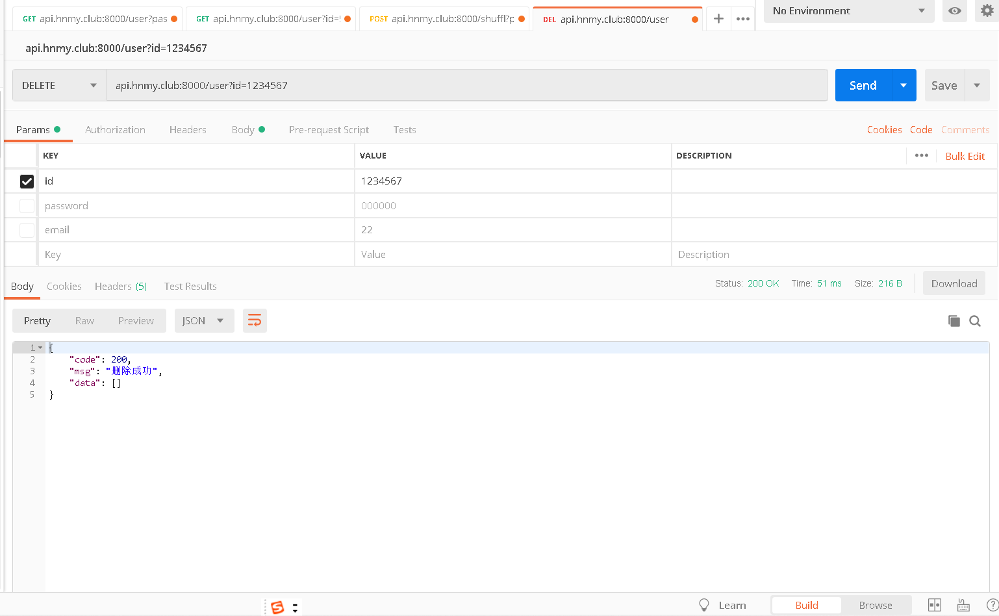 GET api.hnmy.club:8000/user?pas
GET api.hnmy.club:8000/user?id=!
POST api.hnmy.club:8000/shuffl?p
DEL api.hnmy.club:8000/user
No Environment
api.hnmy.club:8000/user?id=1234567
DELETE api.hnmy.club:8000/user?id=1234567 Send Save
Params Authorization Headers Body Pre-request Script Tests Cookies Code Comments
KEY VALUE DESCRIPTION Bulk Edit
id 1234567
password 000000
email 22
Key Value Description
Body Cookies Headers (5) Test Results Status: 200 OK Time: 51 ms Size: 216 B Download
Pretty Raw Preview JSON
1 {
2 "code": 200,
3 "msg": "删除成功",
4 "data": []
5 }
Learn Build Browse